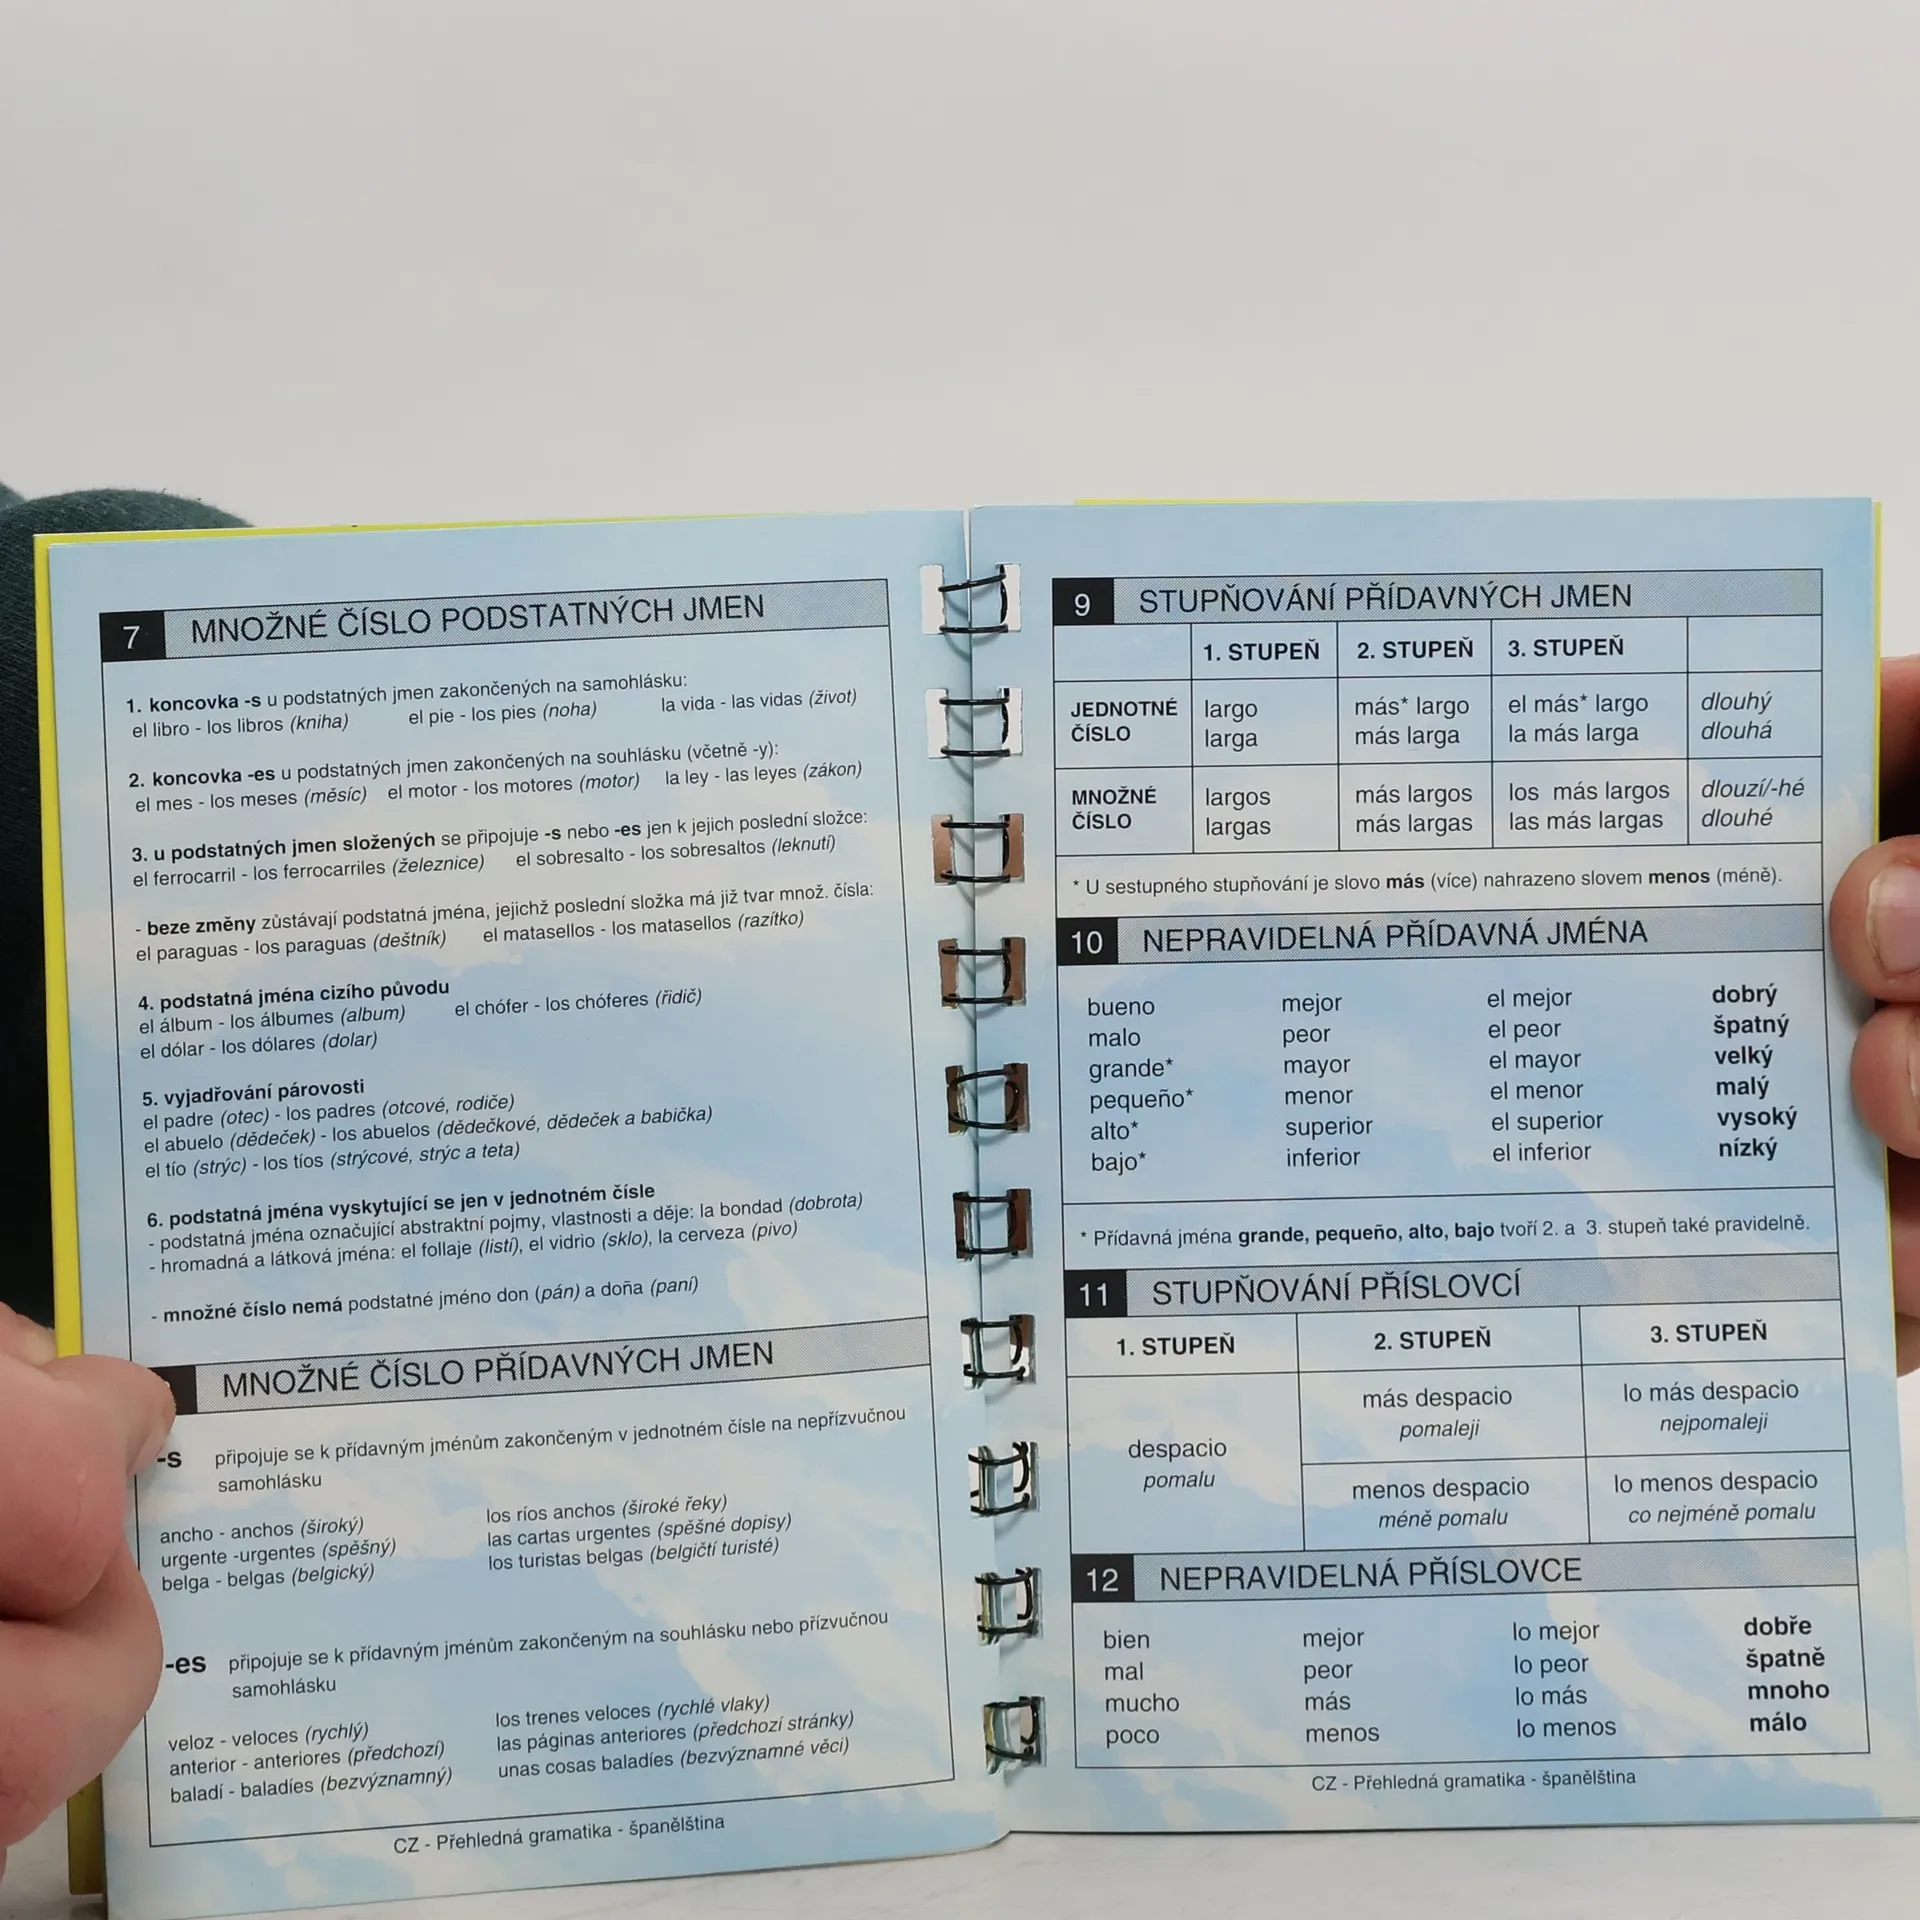 7 MNOŽNÉ ČÍSLO PODSTATNÝCH JMEN
1. koncovka -s u podstatných jmen zakončených na samohlásku:
el libro - los libros (kniha) el pie - los pies (noha) la vida - las vidas (život)
2. koncovka -es u podstatných jmen zakončených na souhlásku (včetně -y):
el mes - los meses (měsíc) el motor - los motores (motor) la ley - las leyes (zákon)
3. u podstatných jmen složených se připojuje -s nebo -es jen k jejich poslední složce:
el ferrocarril - los ferrocarriles (železnice) el sobresalto - los sobresaltos (leknutí)
- beze změny zůstávají podstatná jména, jejichž poslední složka má již tvar množ. čísla:
el paraguas - los paraguas (deštník) el matasellos - los matasellos (razítko)
4. podstatná jména cizího původu
el álbum - los álbumes (album) el chófer - los chóferes (řidič)
el dólar - los dólares (dolar)
5. vyjadřování párovosti
el padre (otec) - los padres (otcové, rodiče)
el abuelo (dědeček) - los abuelos (dědečkové, dědeček a babička)
el tío (strýc) - los tíos (strýcové, strýc a teta)
6. podstatná jména vyskytující se jen v jednotném čísle
- podstatná jména označující abstraktní pojmy, vlastnosti a děje: la bondad (dobrota)
- hromadná a látková jména: el follaje (listí), el vidrio (sklo), la cerveza (pivo)
- množné číslo nemá podstatné jméno don (pán) a doña (paní)
MNOŽNÉ ČÍSLO PŘÍDAVNÝCH JMEN
-s připojuje se k přídavným jménům zakončeným v jednotném čísle na nepřízvučnou
samohlásku
ancho - anchos (široký) los ríos anchos (široké řeky)
urgente -urgentes (spěšný) las cartas urgentes (spěšné dopisy)
belga - belgas (belgický) los turistas belgas (belgičtí turisté)
-es připojuje se k přídavným jménům zakončeným na souhlásku nebo přízvučnou
samohlásku
veloz - veloces (rychlý) los trenes veloces (rychlé vlaky)
anterior - anteriores (předchozí) las páginas anteriores (předchozí stránky)
baladí - baladíes (bezvýznamný) unas cosas baladíes (bezvýznamné věci)
CZ - Přehledná gramatika - španělština
9 STUPŇOVÁNÍ PŘÍDAVNÝCH JMEN
1. STUPEŇ 2. STUPEŇ 3. STUPEŇ
JEDNOTNÉ largo más* largo el más* largo dlouhý
ČÍSLO larga más larga la más larga dlouhá
MNOŽNÉ largos más largos los más largos dlouzí/-hé
ČÍSLO largas más largas las más largas dlouhé
* U sestupného stupňování je slovo más (více) nahrazeno slovem menos (méně).
10 NEPRAVIDELNÁ PŘÍDAVNÁ JMÉNA
bueno mejor el mejor dobrý
malo peor el peor špatný
grande* mayor el mayor velký
pequeño* menor el menor malý
alto* superior el superior vysoký
bajo* inferior el inferior nízký
* Přídavná jména grande, pequeño, alto, bajo tvoří 2. a 3. stupeň také pravidelně.
11 STUPŇOVÁNÍ PŘÍSLOVCÍ
1. STUPEŇ 2. STUPEŇ 3. STUPEŇ
más despacio lo más despacio
pomaleji nejpomaleji
despacio
pomalu
menos despacio lo menos despacio
méně pomalu co nejméně pomalu
12 NEPRAVIDELNÁ PŘÍSLOVCE
bien mejor lo mejor dobře
mal peor lo peor špatně
mucho más lo más mnoho
poco menos lo menos málo
CZ - Přehledná gramatika - španělština